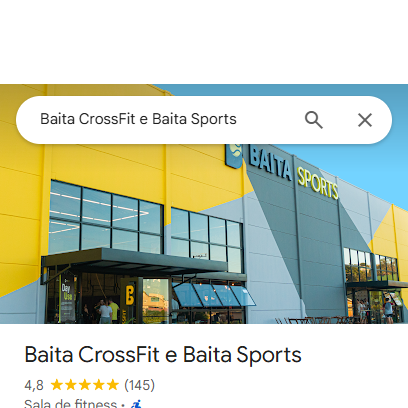 Baita CrossFit e Baita Sports
BAITA SPORTS
Day
Use
Baita CrossFit e Baita Sports
4,8 (145)
Sala de fitness ·